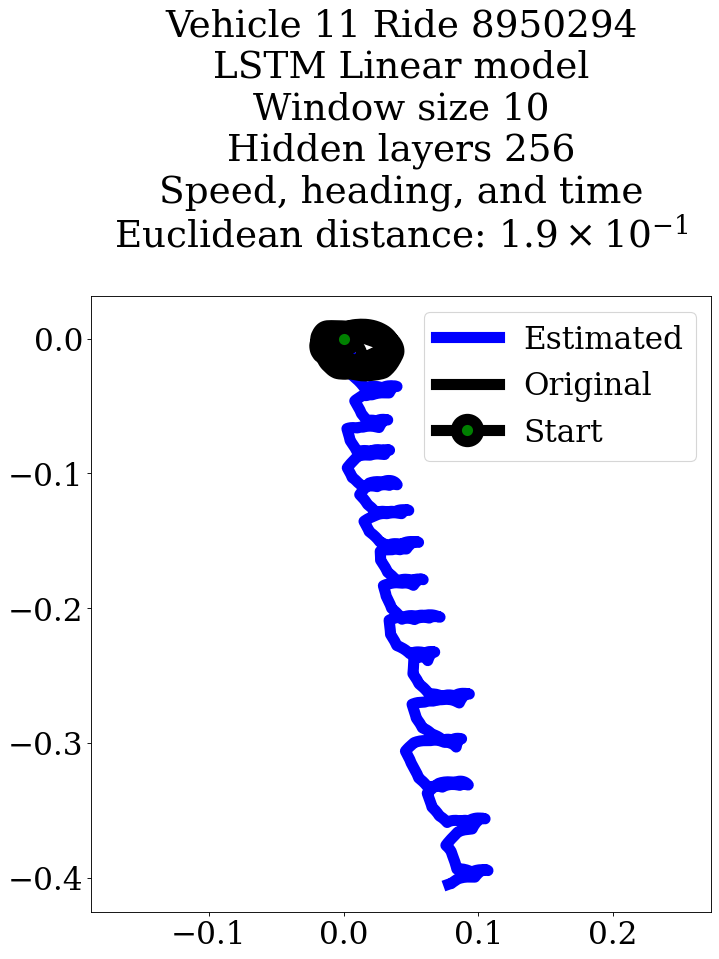 Vehicle 11 Ride 8950294
LSTM Linear model
Window size 10
Hidden layers 256
Speed, heading, and time
Euclidean distance: 1.9 × 10⁻¹
Estimated
Original
Start
0.0
−0.1
−0.2
−0.3
−0.4
−0.1 0.0 0.1 0.2